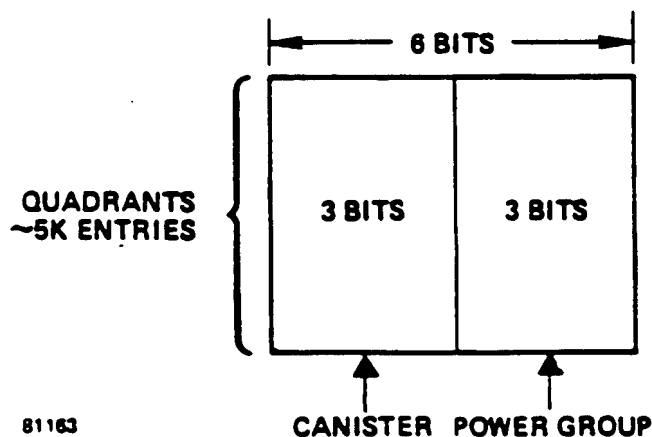 6 BITS
QUADRANTS
~5K ENTRIES
3 BITS 3 BITS
81163
CANISTER POWER GROUP